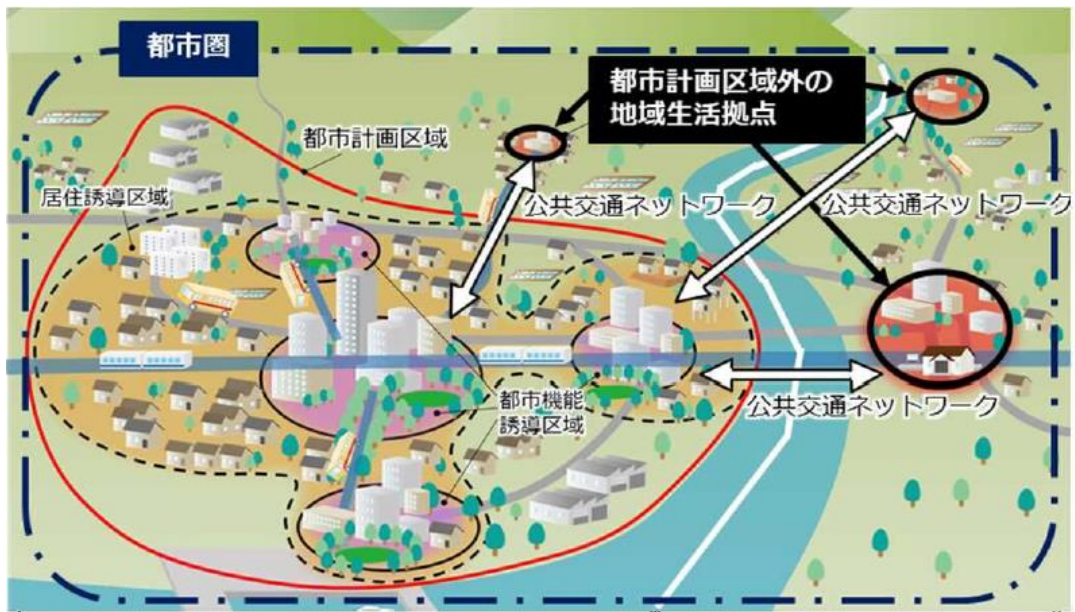 都市圏
都市計画区域外の
地域生活拠点
都市計画区域
居住誘導区域
公共交通ネットワーク
公共交通ネットワーク
都市機能
誘導区域
公共交通ネットワーク